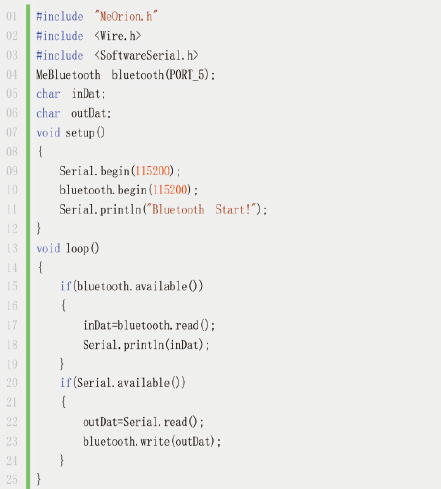 01 #include "MeOrion.h"
02 #include <Wire.h>
03 #include <SoftwareSerial.h>
04 MeBluetooth bluetooth(PORT_5);
05 char inDat;
06 char outDat;
07 void setup()
08 {
09 Serial.begin(115200);
10 bluetooth.begin(115200);
11 Serial.println("Bluetooth Start!");
12 }
13 void loop()
14 {
15 if(bluetooth.available())
16 {
17 inDat=bluetooth.read();
18 Serial.println(inDat);
19 }
20 if(Serial.available())
21 {
22 outDat=Serial.read();
23 bluetooth.write(outDat);
24 }
25 }